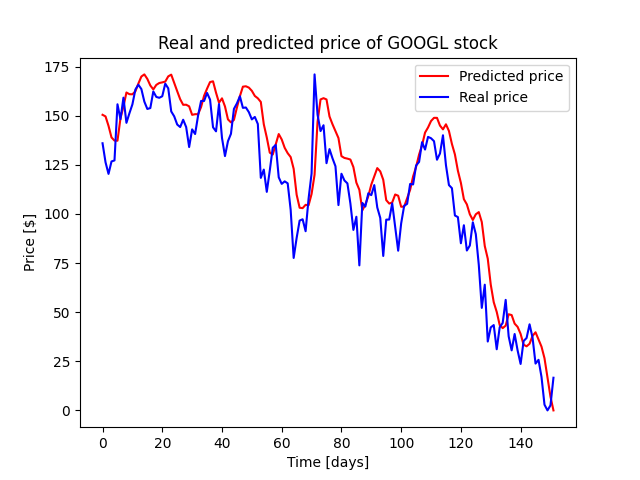 Real and predicted price of GOOGL stock
Predicted price
Real price
Price [$]
175
150
125
100
75
50
25
0
0 20 40 60 80 100 120 140
Time [days]